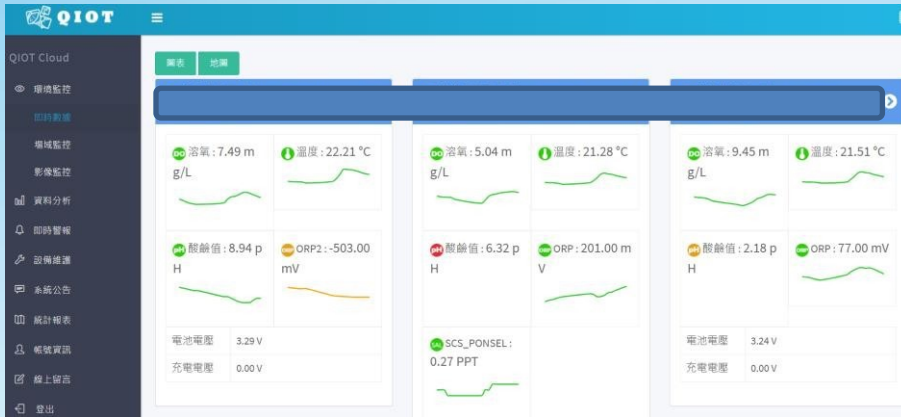 QIOT
QIOT Cloud
環境監控
即時數據
場域監控
影像監控
資料分析
即時警報
設備維護
系統公告
統計報表
帳號資訊
線上留言
登出
圖表 地圖
DO 溶氧 : 7.49 m
g/L
溫度 : 22.21 °C
pH 酸鹼值 : 8.94 p
H
ORP ORP2 : -503.00
mV
電池電壓 3.29 V
充電電壓 0.00 V
DO 溶氧 : 5.04 m
g/L
溫度 : 21.28 °C
pH 酸鹼值 : 6.32 p
H
ORP ORP : 201.00 m
V
SAL SCS_PONSEL :
0.27 PPT
DO 溶氧 : 9.45 m
g/L
溫度 : 21.51 °C
pH 酸鹼值 : 2.18 p
H
ORP ORP : 77.00 mV
電池電壓 3.24 V
充電電壓 0.00 V